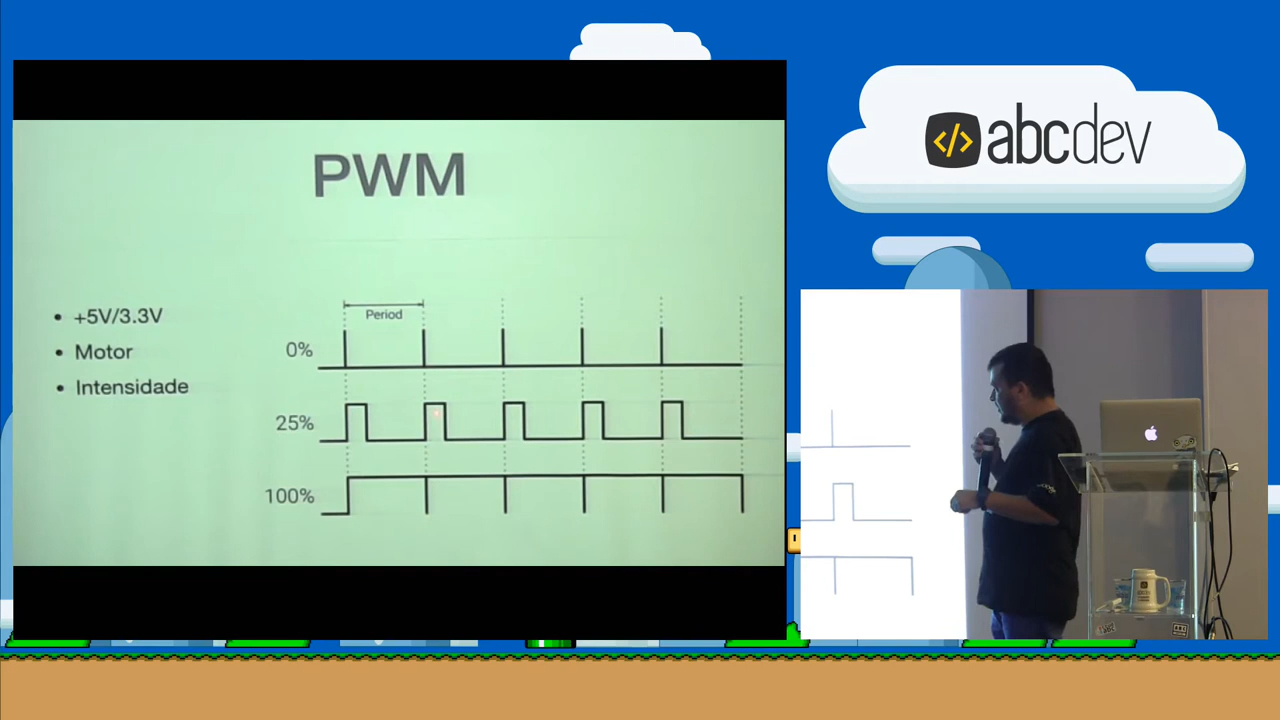 PWM
• +5V/3.3V
• Motor
• Intensidade
Period
0%
25%
100%
</> abcdev